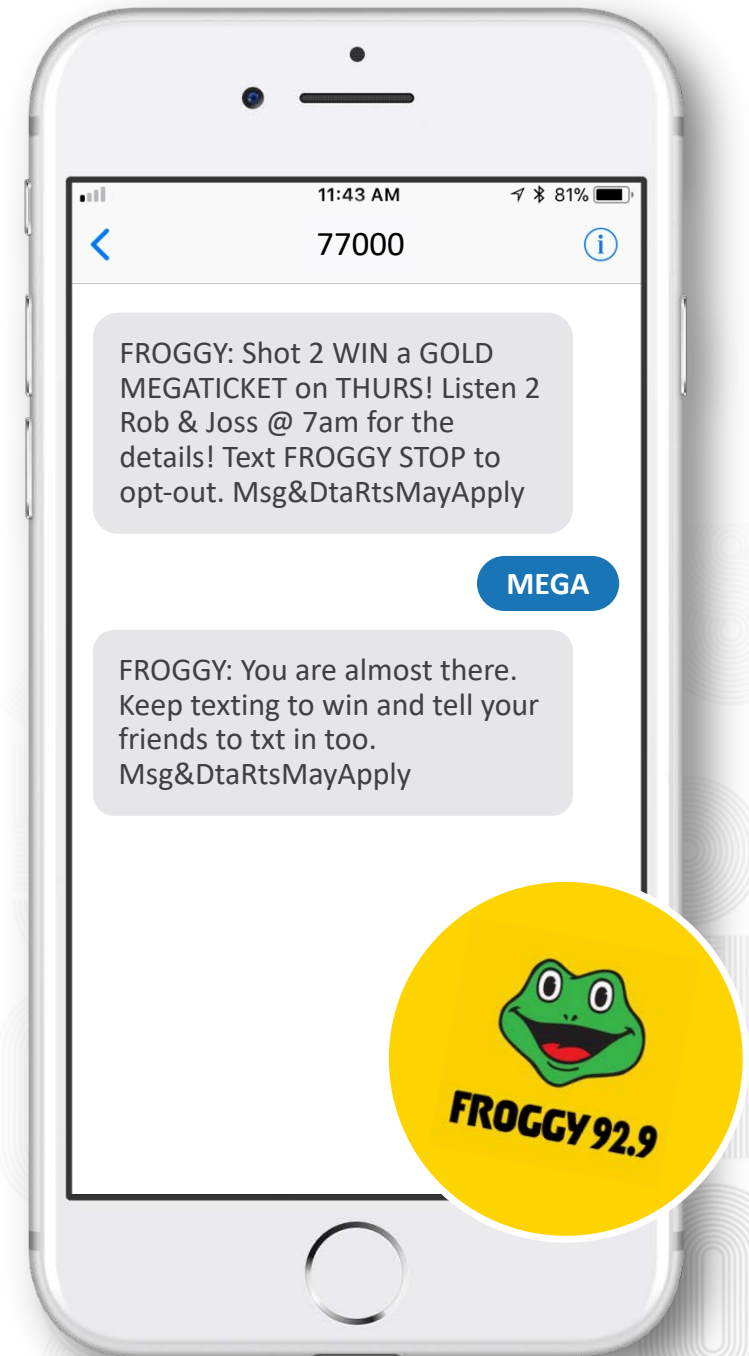 11:43 AM
81%
77000
FROGGY: Shot 2 WIN a GOLD
MEGATICKET on THURS! Listen 2
Rob & Joss @ 7am for the
details! Text FROGGY STOP to
opt-out. Msg&DtaRtsMayApply
MEGA
FROGGY: You are almost there.
Keep texting to win and tell your
friends to txt in too.
Msg&DtaRtsMayApply
FROGGY 92.9